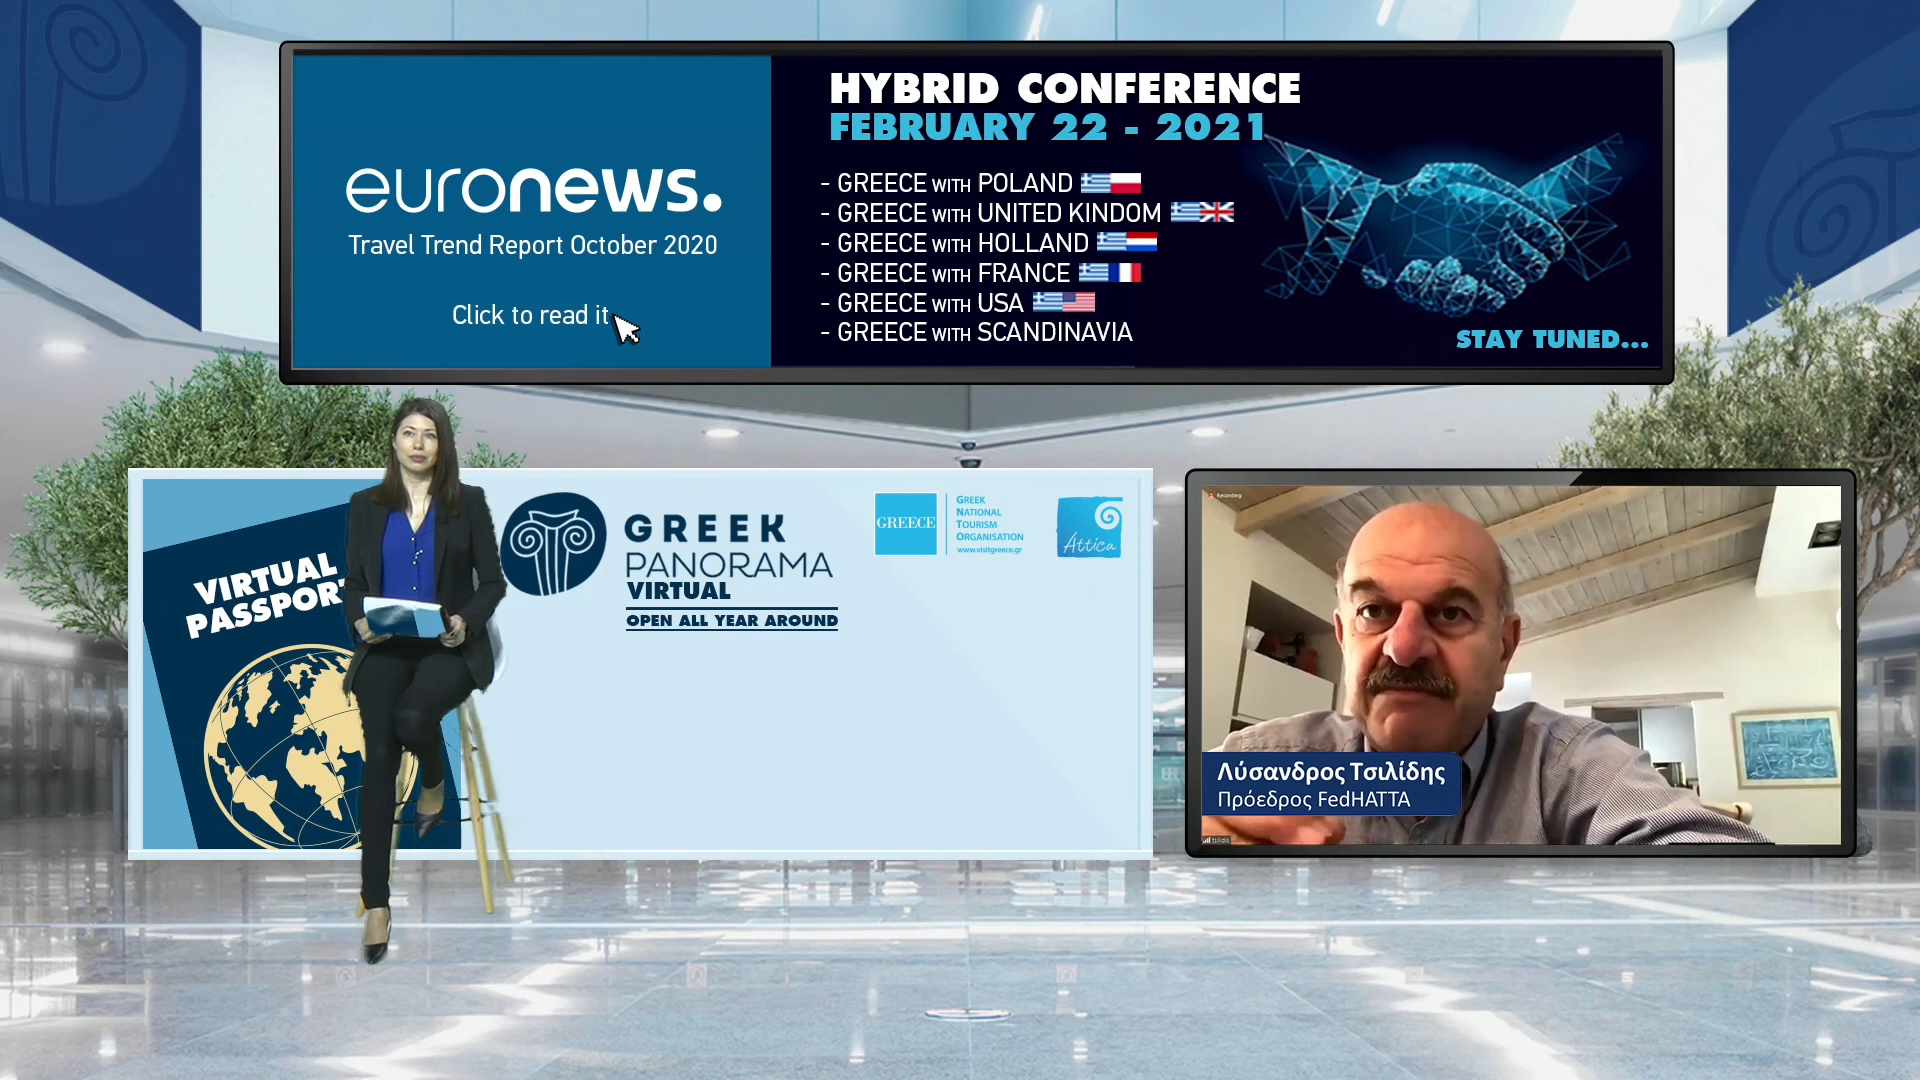 euronews.
Travel Trend Report October 2020
Click to read it
HYBRID CONFERENCE
FEBRUARY 22 - 2021
- GREECE WITH POLAND
- GREECE WITH UNITED KINDOM
- GREECE WITH HOLLAND
- GREECE WITH FRANCE
- GREECE WITH USA
- GREECE WITH SCANDINAVIA
STAY TUNED...
VIRTUAL
PASSPORT
GREEK
PANORAMA
VIRTUAL
OPEN ALL YEAR AROUND
GREECE
GREEK
NATIONAL
TOURISM
ORGANISATION
www.visitgreece.gr
Attica
Recording
Λύσανδρος Τσιλίδης
Πρόεδρος FedHATTA
tsilidis